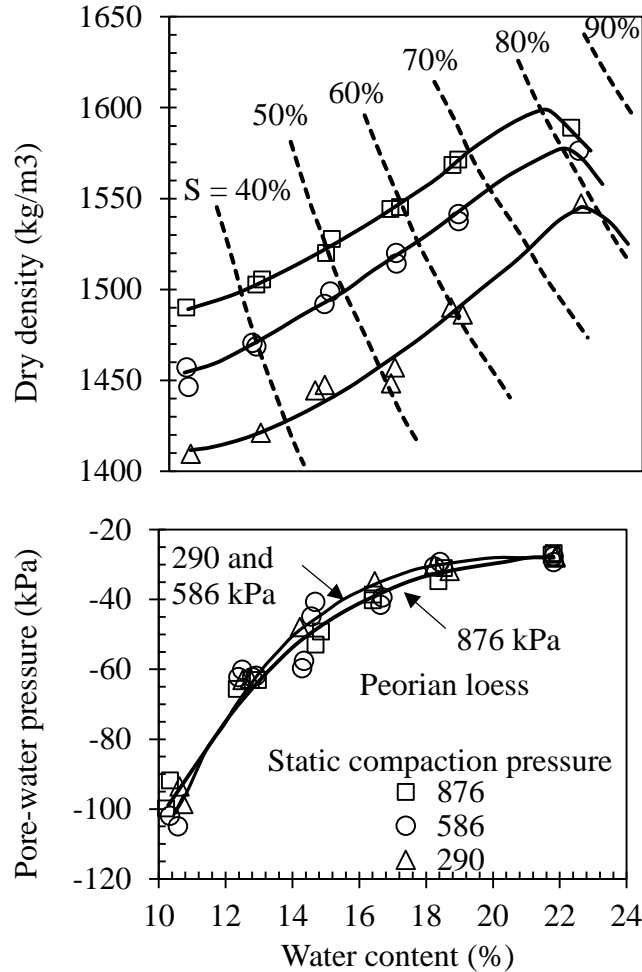 1650
1600
1550
1500
1450
1400
Dry density (kg/m3)
S = 40%
50%
60%
70%
80%
90%
-20
-40
-60
-80
-100
-120
Pore-water pressure (kPa)
290 and
586 kPa
876 kPa
Peorian loess
Static compaction pressure
876
586
290
10 12 14 16 18 20 22 24
Water content (%)